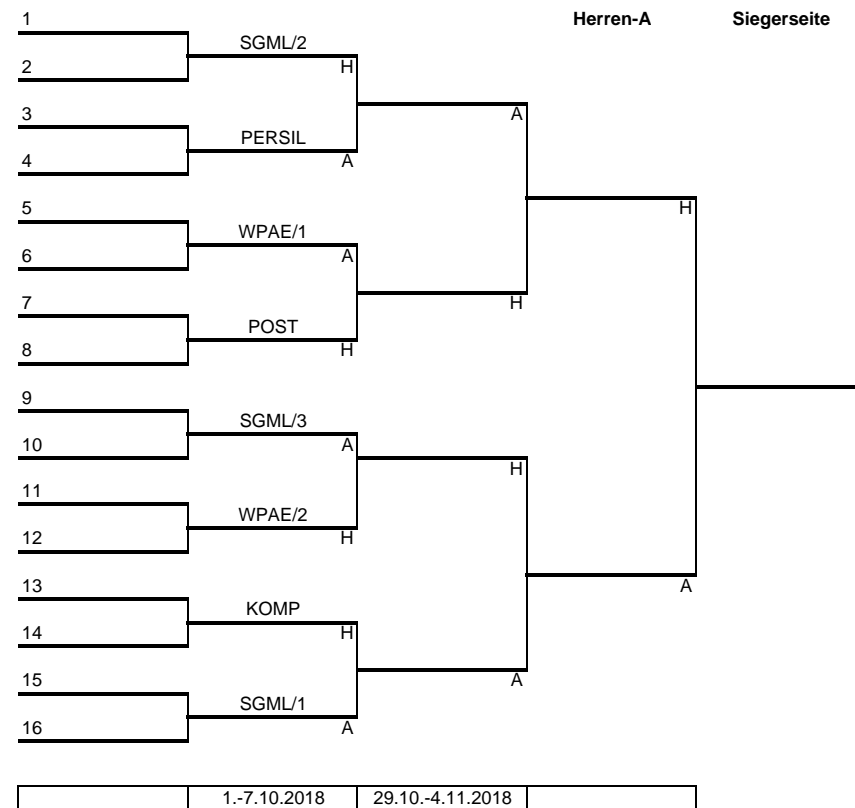 1 Herren-A Siegerseite
SGML/2
2 H
3 A
PERSIL
4 A
5 H
WPAE/1
6 A
7 H
POST
8 H
9
SGML/3
10 A H
11
WPAE/2
12 H
13 A
KOMP
14 H
15 A
SGML/1
16 A
1.-7.10.2018 29.10.-4.11.2018